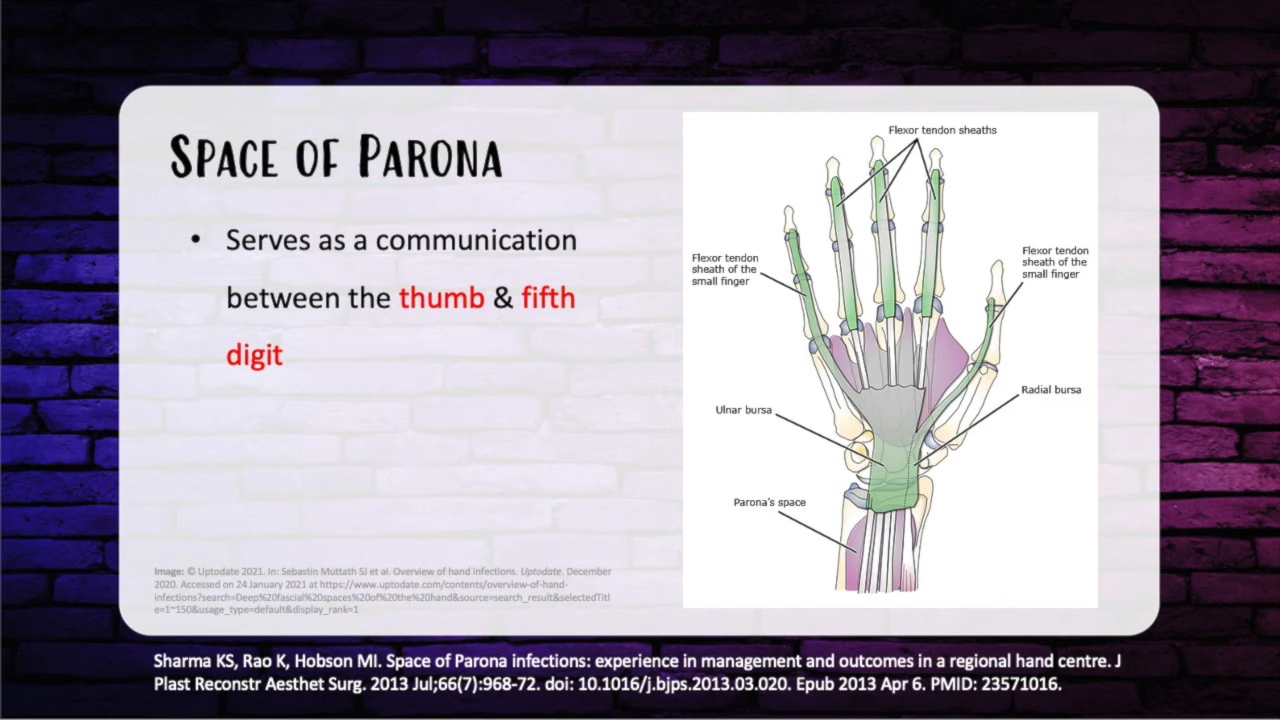 SPACE OF PARONA
• Serves as a communication
between the thumb & fifth
digit
Image: © Uptodate 2021. In: Sebastin Muttath SJ et al. Overview of hand infections. Uptodate. December
2020. Accessed on 24 January 2021 at https://www.uptodate.com/contents/overview-of-hand-
infections?search=Deep%20fascial%20spaces%20of%20the%20hand&source=search_result&selectedTitl
e=1~150&usage_type=default&display_rank=1
Flexor tendon sheaths
Flexor tendon
sheath of the
small finger
Flexor tendon
sheath of the
small finger
Radial bursa
Ulnar bursa
Parona's space
Sharma KS, Rao K, Hobson MI. Space of Parona infections: experience in management and outcomes in a regional hand centre. J
Plast Reconstr Aesthet Surg. 2013 Jul;66(7):968-72. doi: 10.1016/j.bjps.2013.03.020. Epub 2013 Apr 6. PMID: 23571016.